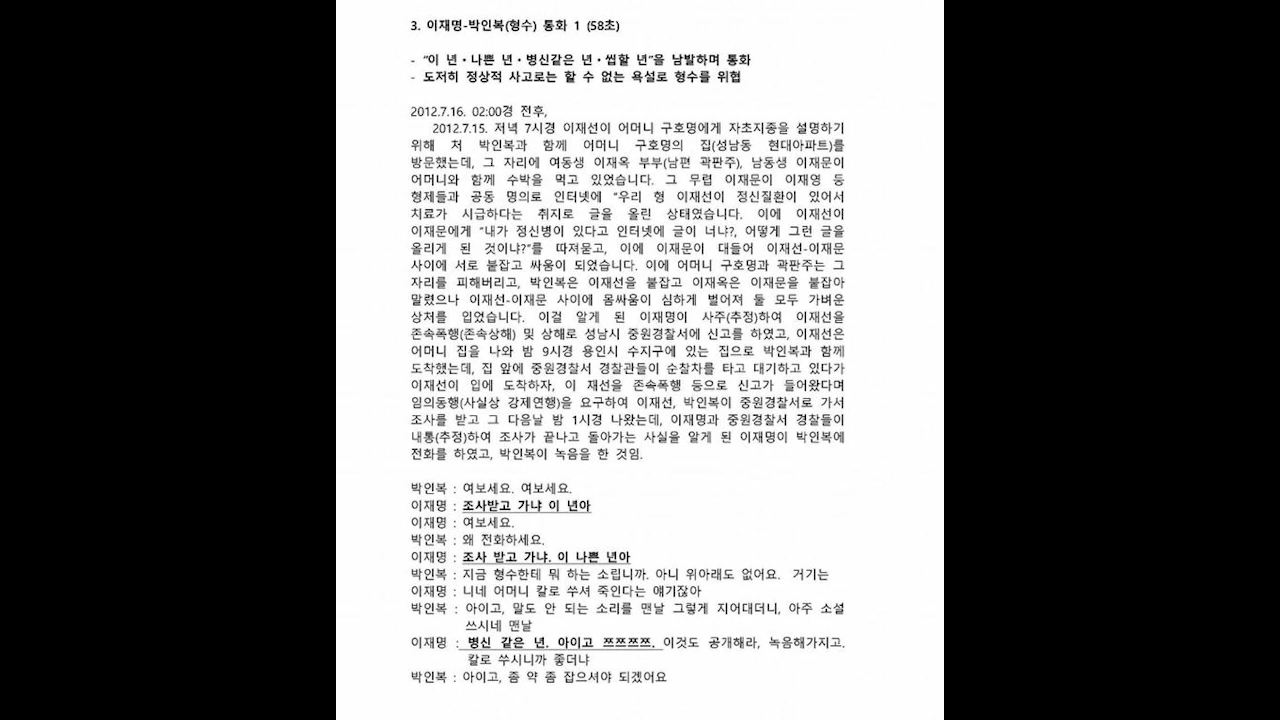 3. 이재명-박인복(형수) 통화 1 (58초)
- "이 년·나쁜 년·병신같은 년·씹할 년"을 남발하며 통화
- 도저히 정상적 사고로는 할 수 없는 욕설로 형수를 위협
2012.7.16. 02:00경 전후,
2012.7.15. 저녁 7시경 이재선이 어머니 구호명에게 자초지종을 설명하기
위해 처 박인복과 함께 어머니 구호명의 집(성남동 현대아파트)를
방문했는데, 그 자리에 여동생 이재옥 부부(남편 곽판주), 남동생 이재문이
어머니와 함께 수박을 먹고 있었습니다. 그 무렵 이재문이 이재영 둥
형제들과 공동 명의로 인터넷에 "우리 형 이재선이 정신질환이 있어서
치료가 시급하다는 취지로 글을 올린 상태였습니다. 이에 이재선이
이재문에게 "내가 정신병이 있다고 인터넷에 글이 너냐?, 어떻게 그런 글을
올리게 된 것이냐?"를 따져묻고, 이에 이재문이 대들어 이재선-이재문
사이에 서로 붙잡고 싸움이 되었습니다. 이에 어머니 구호명과 곽판주는 그
자리를 피해버리고, 박인복은 이재선을 붙잡고 이재옥은 이재문을 붙잡아
말렸으나 이재선-이재문 사이에 몸싸움이 심하게 벌어져 둘 모두 가벼운
상처를 입었습니다. 이걸 알게 된 이재명이 사주(추정)하여 이재선을
존속폭행(존속상해) 및 상해로 성남시 중원경찰서에 신고를 하였고, 이재선은
어머니 집을 나와 밤 9시경 용인시 수지구에 있는 집으로 박인복과 함께
도착했는데, 집 앞에 중원경찰서 경찰관들이 순찰차를 타고 대기하고 있다가
이재선이 입에 도착하자, 이 재선을 존속폭행 등으로 신고가 들어왔다며
임의동행(사실상 강제연행)을 요구하여 이재선, 박인복이 중원경찰서로 가서
조사를 받고 그 다음날 밤 1시경 나왔는데, 이재명과 중원경찰서 경찰들이
내통(추정)하여 조사가 끝나고 돌아가는 사실을 알게 된 이재명이 박인복에
전화를 하였고, 박인복이 녹음을 한 것임.
박인복 : 여보세요. 여보세요.
이재명 : 조사받고 가냐 이 년아
이재명 : 여보세요.
박인복 : 왜 전화하세요.
이재명 : 조사 받고 가냐. 이 나쁜 년아
박인복 : 지금 형수한테 뭐 하는 소립니까. 아니 위아래도 없어요. 거기는
이재명 : 니네 어머니 칼로 쑤셔 죽인다는 얘기잖아
박인복 : 아이고, 말도 안 되는 소리를 맨날 그렇게 지어대더니, 아주 소설
쓰시네 맨날
이재명 : 병신 같은 년. 아이고 쯔쯔쯔쯔. 이것도 공개해라, 녹음해가지고.
칼로 쑤시니까 좋더냐
박인복 : 아이고, 좀 약 좀 잡으셔야 되겠어요